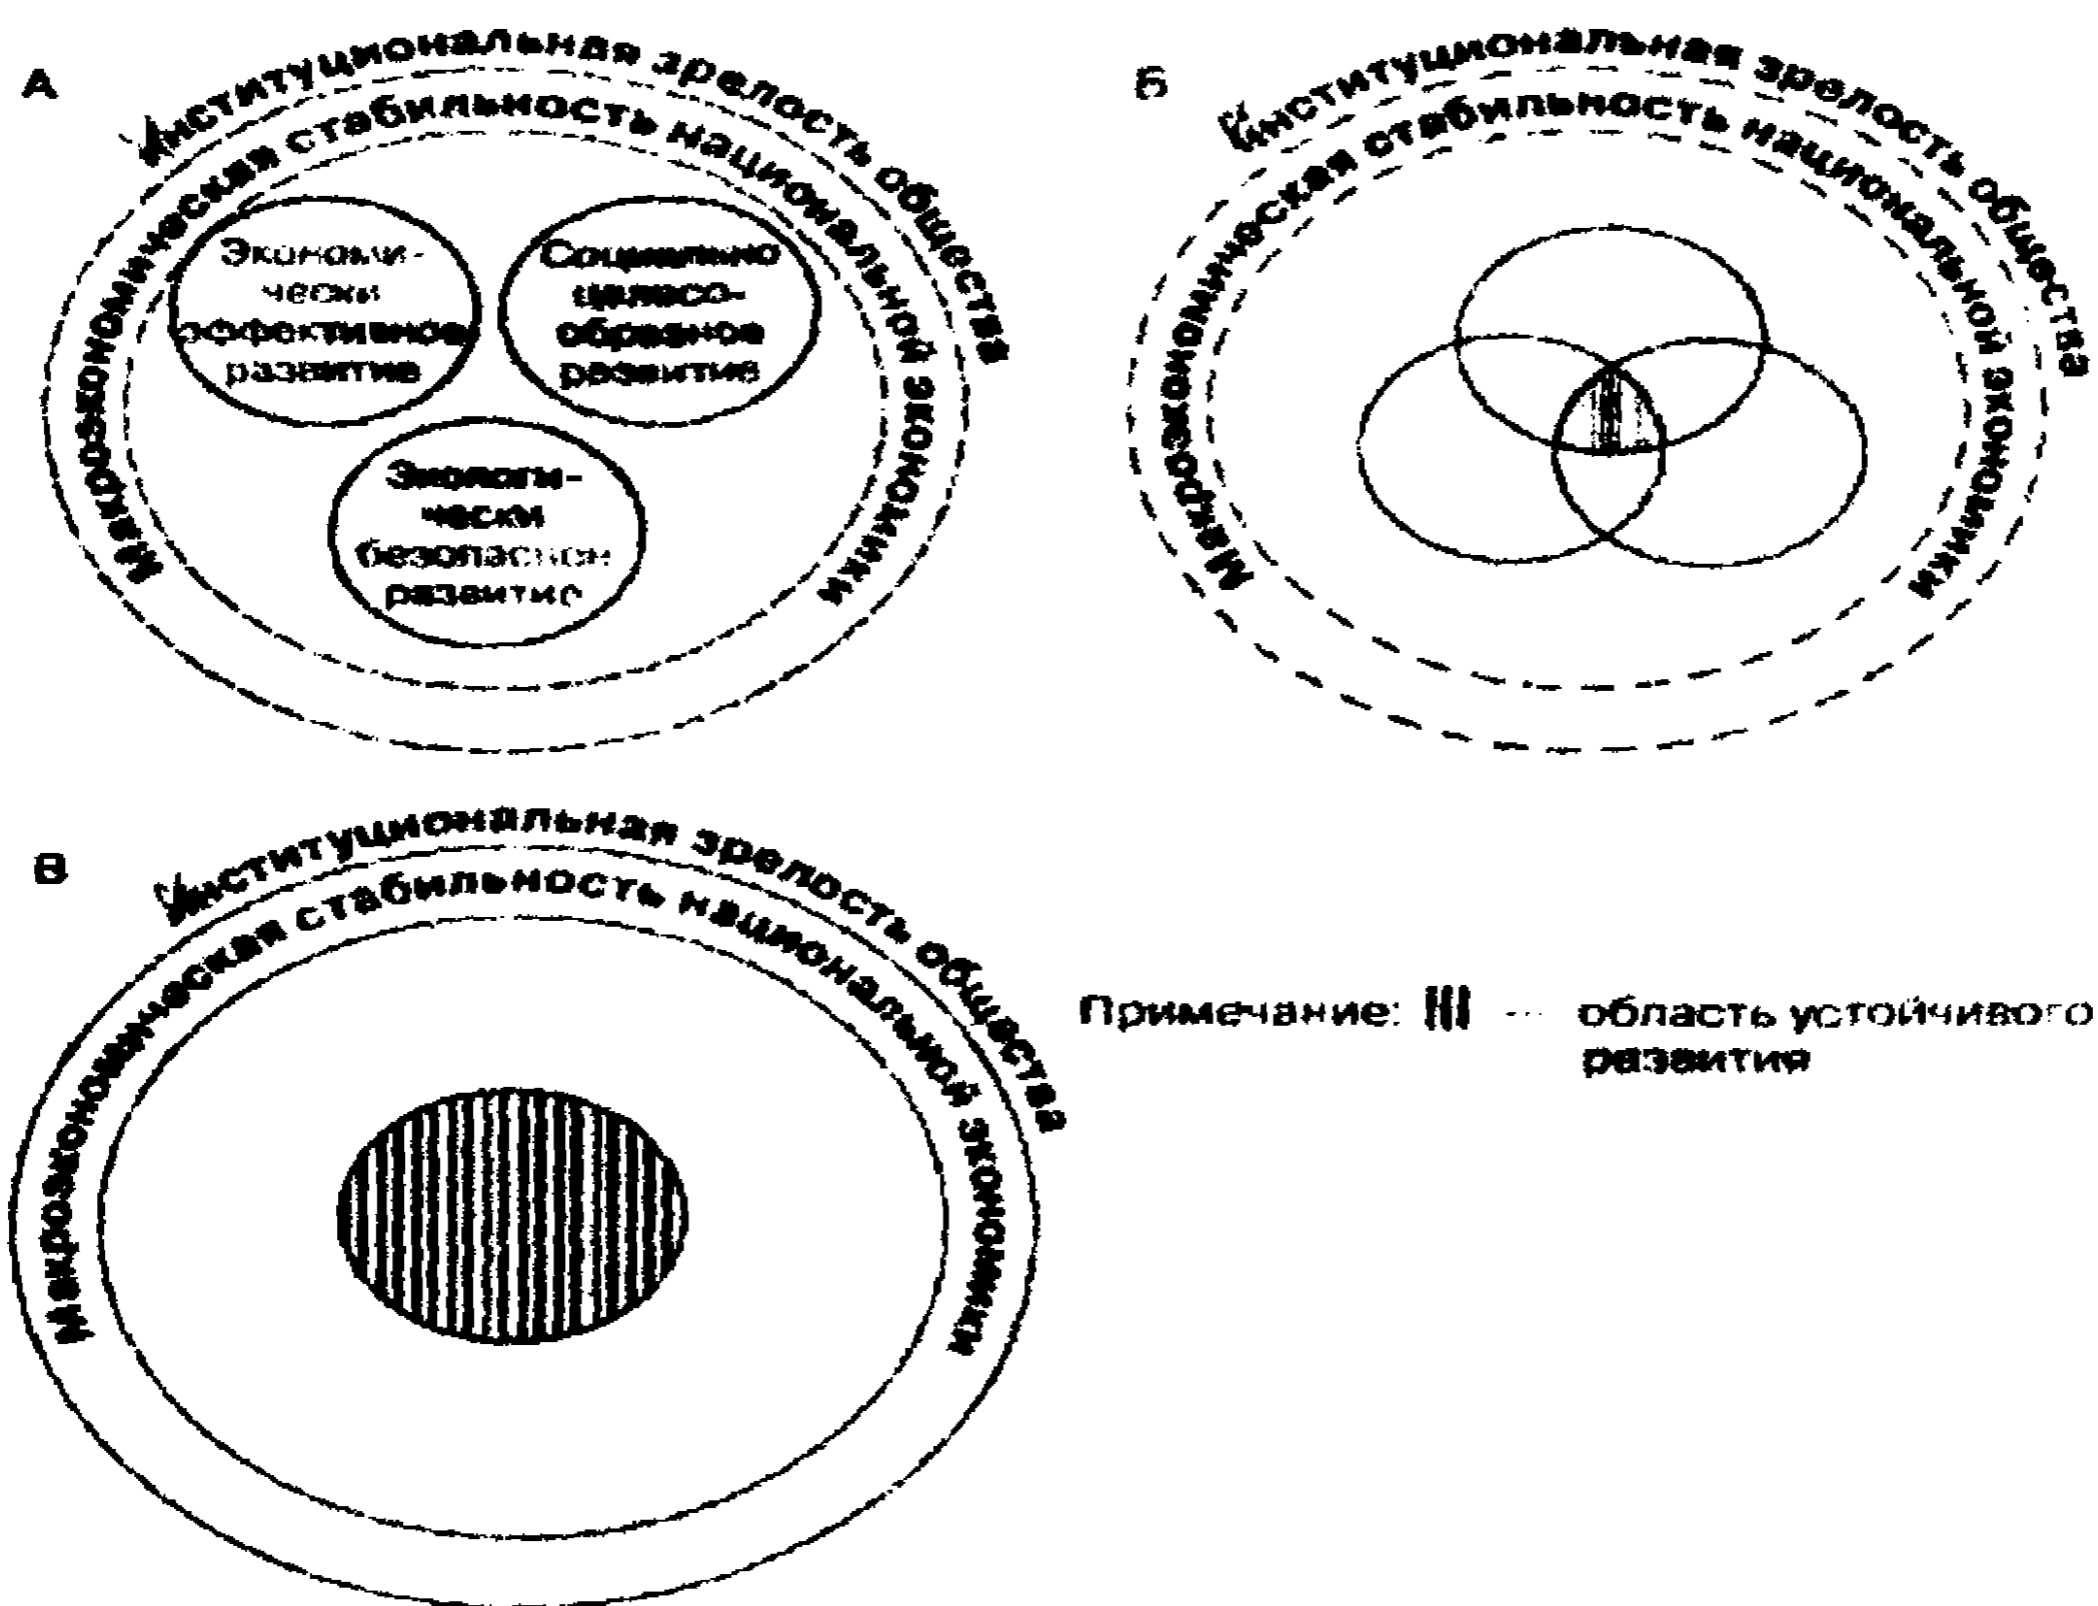 А
Институциональная зрелость общества
Макроэкономическая стабильность национальной экономики
Экономи-
чески
эффективное
развитие
Социально
целесо-
образное
развитие
Экологи-
чески
безопасное
развитие
Б
Институциональная зрелость общества
Макроэкономическая стабильность национальной экономики
В
Институциональная зрелость общества
Макроэкономическая стабильность национальной экономики
Примечание: — область устойчивого
развития